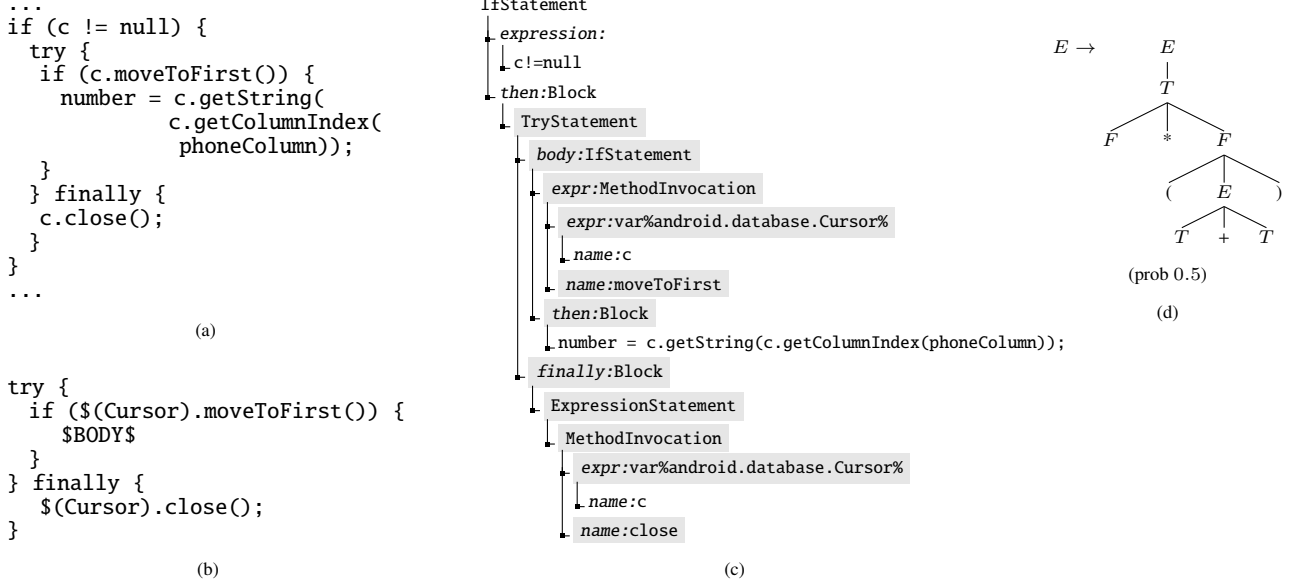 ...
if (c != null) {
try {
if (c.moveToFirst()) {
number = c.getString(
c.getColumnIndex(
phoneColumn));
}
} finally {
c.close();
}
}
...
(a)
try {
if ($(Cursor).moveToFirst()) {
$BODY$
}
} finally {
$(Cursor).close();
}
(b)
IfStatement
expression:
c!=null
then:Block
TryStatement
body:IfStatement
expr:MethodInvocation
expr:var%android.database.Cursor%
name:c
name:moveToFirst
then:Block
number = c.getString(c.getColumnIndex(phoneColumn));
finally:Block
ExpressionStatement
MethodInvocation
expr:var%android.database.Cursor%
name:c
name:close
(c)
E → E
T
F * F
( E )
T + T
(prob 0.5)
(d)